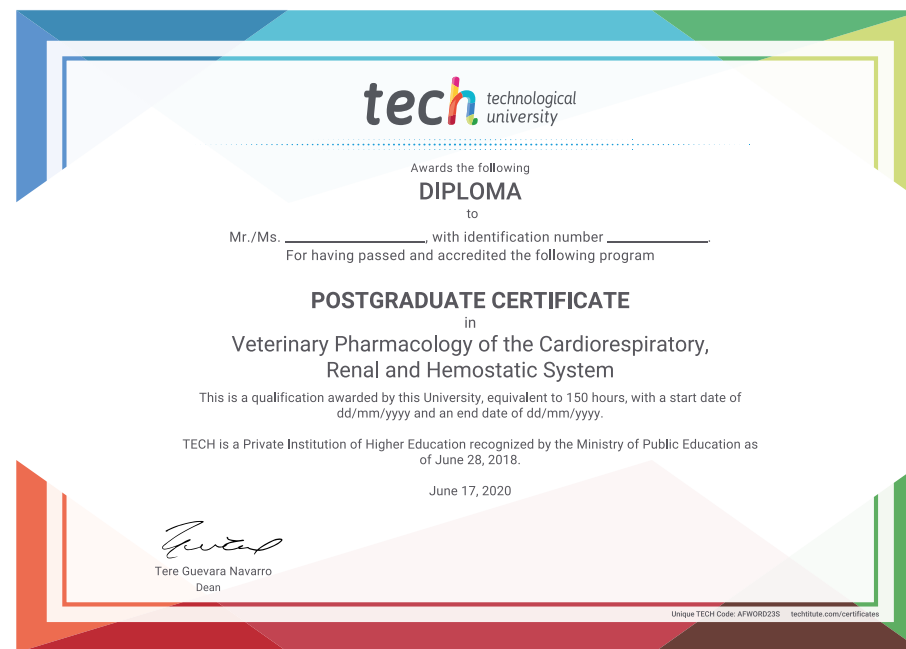 tech technological
university
Awards the following
DIPLOMA
to
Mr./Ms. ____________________, with identification number __________________.
For having passed and accredited the following program
POSTGRADUATE CERTIFICATE
in
Veterinary Pharmacology of the Cardiorespiratory,
Renal and Hemostatic System
This is a qualification awarded by this University, equivalent to 150 hours, with a start date of
dd/mm/yyyy and an end date of dd/mm/yyyy.
TECH is a Private Institution of Higher Education recognized by the Ministry of Public Education as
of June 28, 2018.
June 17, 2020
Tere Guevara Navarro
Dean
Unique TECH Code: AFWORD23S techtitute.com/certificates